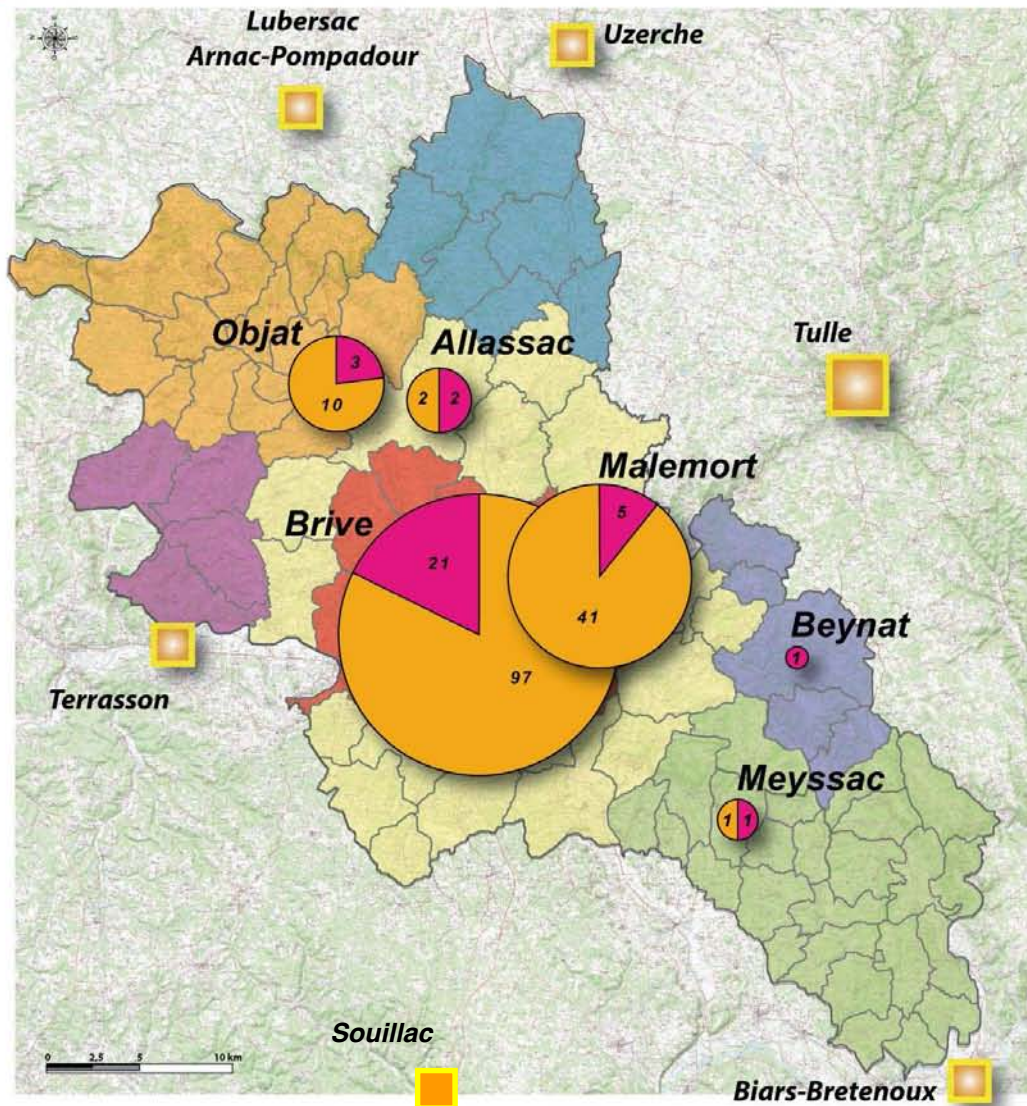 Lubersac
Arnac-Pompadour
Uzerche
Objat
3
10
Allassac
2 2
Tulle
Malemort
5
41
Brive
21
97
Beynat
1
Terrasson
Meyssac
1 1
Souillac
0 2,5 5 10 km
Biars-Bretenoux